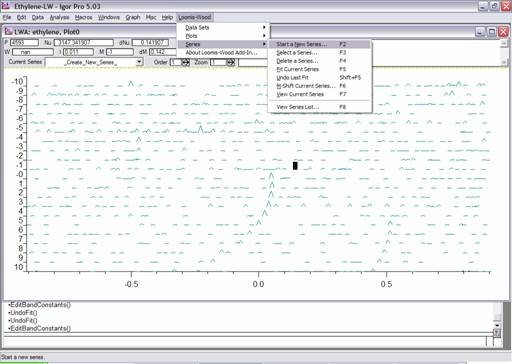 Ethylene-LW - Igor Pro 5.03
File Edit Data Analysis Macros Windows Graph Misc Help Loomis-Wood
Data Sets
Plots
Series
About Loomis-Wood Add-In...
Start a New Series... F2
Select a Series... F3
Delete a Series... F4
Fit Current Series F5
Undo Last Fit Shift+F5
M-Shift Current Series... F6
View Current Series F7
View Series List... F8
LWA: ethylene, Plot0
P 4593 Nu 3147.341907 dNu 0.141907
W nan I 0.011 M -1 dM 0.142
Current Series _Create_New_Series_ Order 1 Zoom 1
-10
-9
-8
-7
-6
-5
-4
-3
-2
-1
-0
1
2
3
4
5
6
7
8
9
10
-0.5 0.0 0.5
•EditBandConstants()
•UndoFit()
•UndoFit()
•EditBandConstants()
Start a new series.